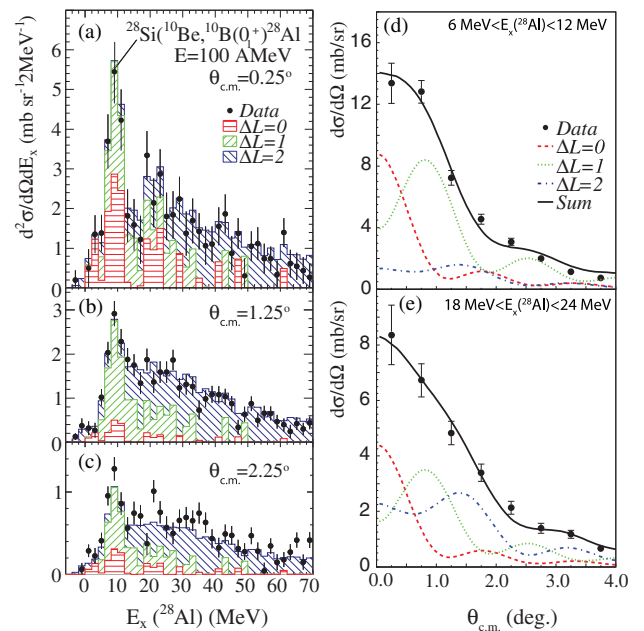 (a) ²⁸Si(¹⁰Be,¹⁰B(0₁⁺)²⁸Al
E=100 AMeV
θc.m.=0.25°
Data
ΔL=0
ΔL=1
ΔL=2
d²σ/dΩdEₓ (mb sr⁻¹2MeV⁻¹)
6
5
4
3
2
1
0
(b) θc.m.=1.25°
3
2
1
0
(c) θc.m.=2.25°
1
0
0 10 20 30 40 50 60 70
Eₓ (²⁸Al) (MeV)
6 MeV<Eₓ(²⁸Al)<12 MeV
(d)
Data
ΔL=0
ΔL=1
ΔL=2
Sum
dσ/dΩ (mb/sr)
16
12
8
4
0
18 MeV<Eₓ(²⁸Al)<24 MeV
(e)
dσ/dΩ (mb/sr)
8
6
4
2
0
0.0 1.0 2.0 3.0 4.0
θc.m. (deg.)